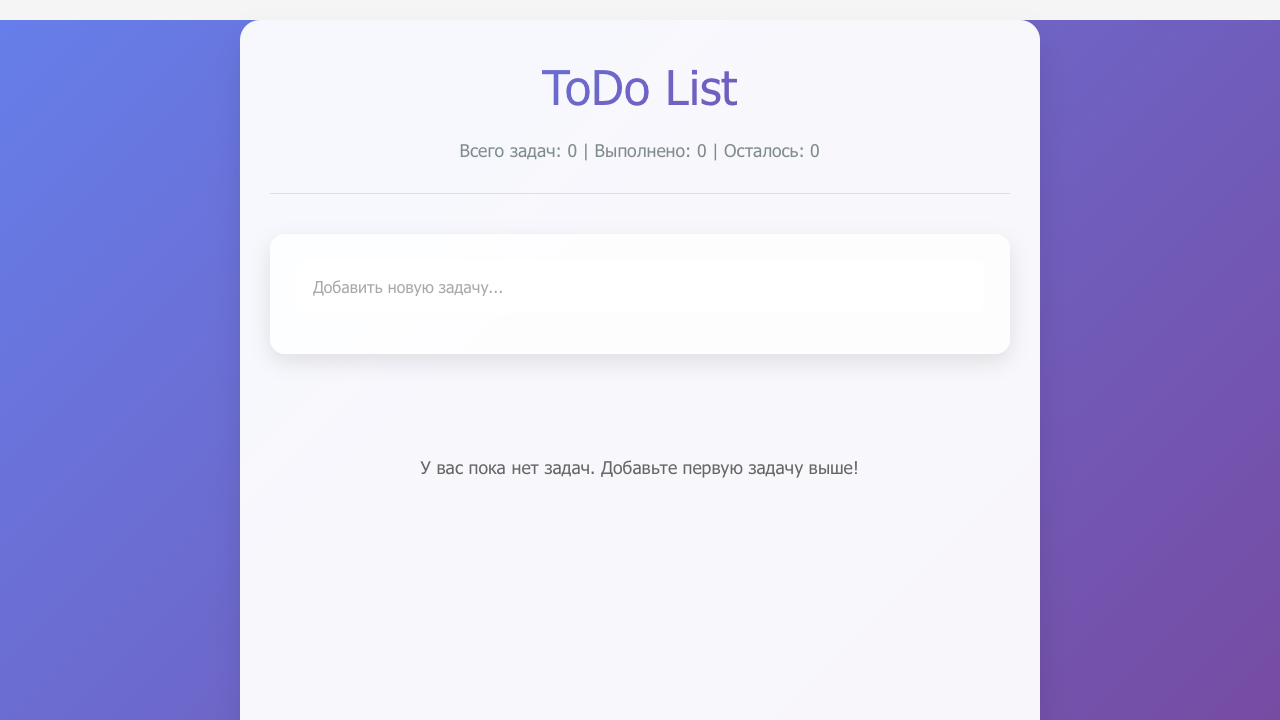 ToDo List
Всего задач: 0 | Выполнено: 0 | Осталось: 0
Добавить новую задачу...
У вас пока нет задач. Добавьте первую задачу выше!